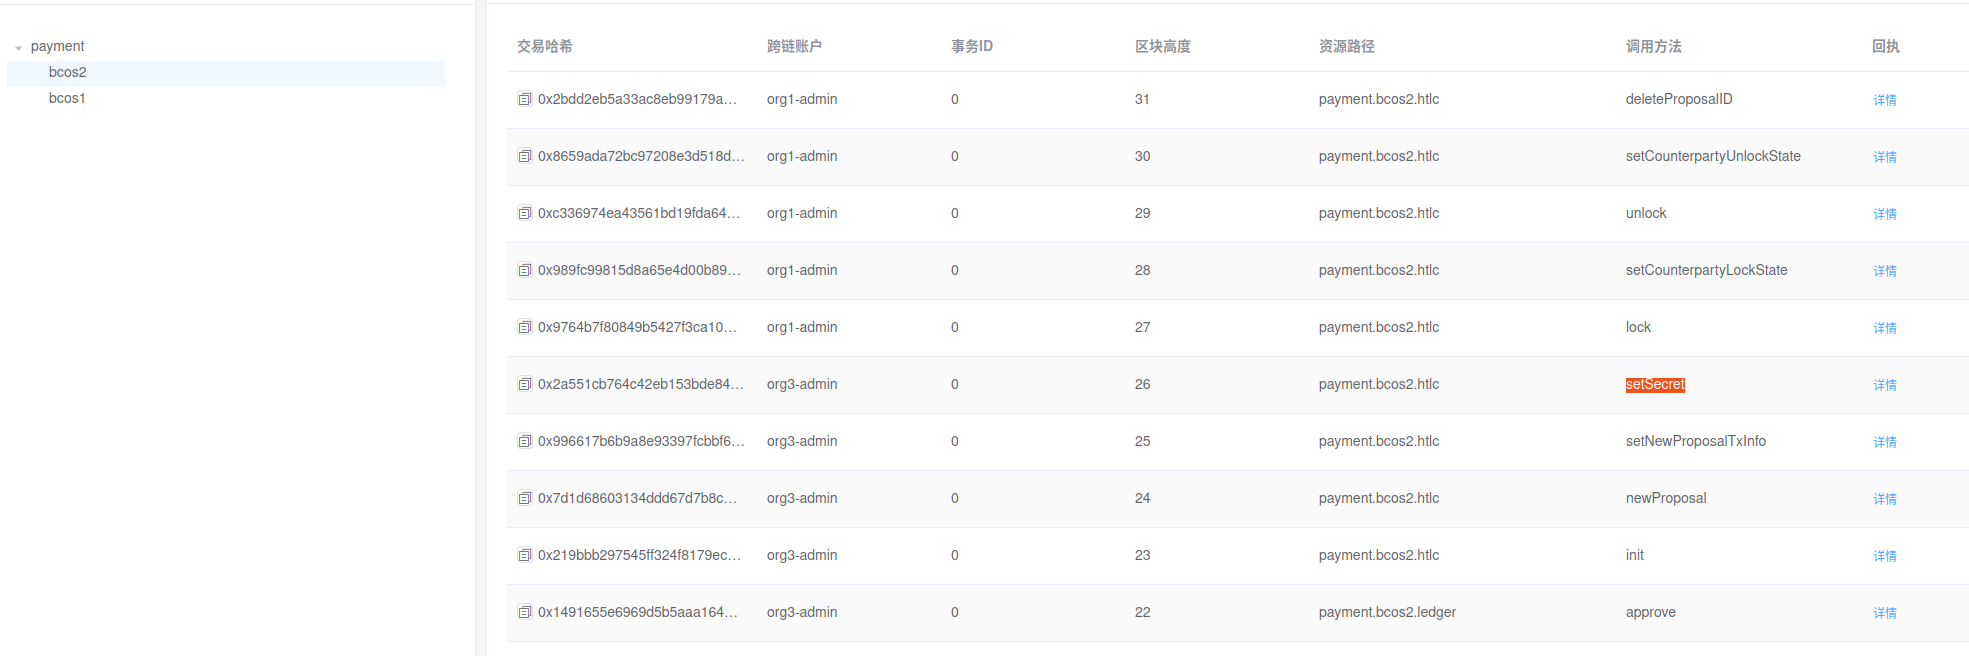 payment
bcos2
bcos1
交易哈希 跨链账户 事务ID 区块高度 资源路径 调用方法 回执
0x2bdd2eb5a33ac8eb99179a... org1-admin 0 31 payment.bcos2.htlc deleteProposalID 详情
0x8659ada72bc97208e3d518d... org1-admin 0 30 payment.bcos2.htlc setCounterpartyUnlockState 详情
0xc336974ea43561bd19fda64... org1-admin 0 29 payment.bcos2.htlc unlock 详情
0x989fc99815d8a65e4d00b89... org1-admin 0 28 payment.bcos2.htlc setCounterpartyLockState 详情
0x9764b7f80849b5427f3ca10... org1-admin 0 27 payment.bcos2.htlc lock 详情
0x2a551cb764c42eb153bde84... org3-admin 0 26 payment.bcos2.htlc setSecret 详情
0x996617b6b9a8e93397fcbbf6... org3-admin 0 25 payment.bcos2.htlc setNewProposalTxInfo 详情
0x7d1d68603134ddd67d7b8c... org3-admin 0 24 payment.bcos2.htlc newProposal 详情
0x219bbb297545ff324f8179ec... org3-admin 0 23 payment.bcos2.htlc init 详情
0x1491655e6969d5b5aaa164... org3-admin 0 22 payment.bcos2.ledger approve 详情